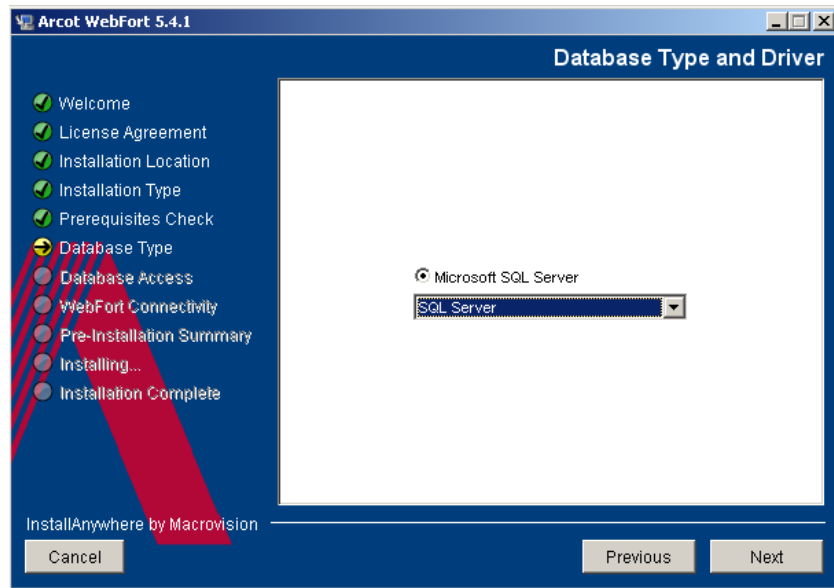 Arcot WebFort 5.4.1
Database Type and Driver
Welcome
License Agreement
Installation Location
Installation Type
Prerequisites Check
Database Type
Database Access
WebFort Connectivity
Pre-Installation Summary
Installing...
Installation Complete
Microsoft SQL Server
SQL Server
InstallAnywhere by Macrovision
Cancel
Previous
Next